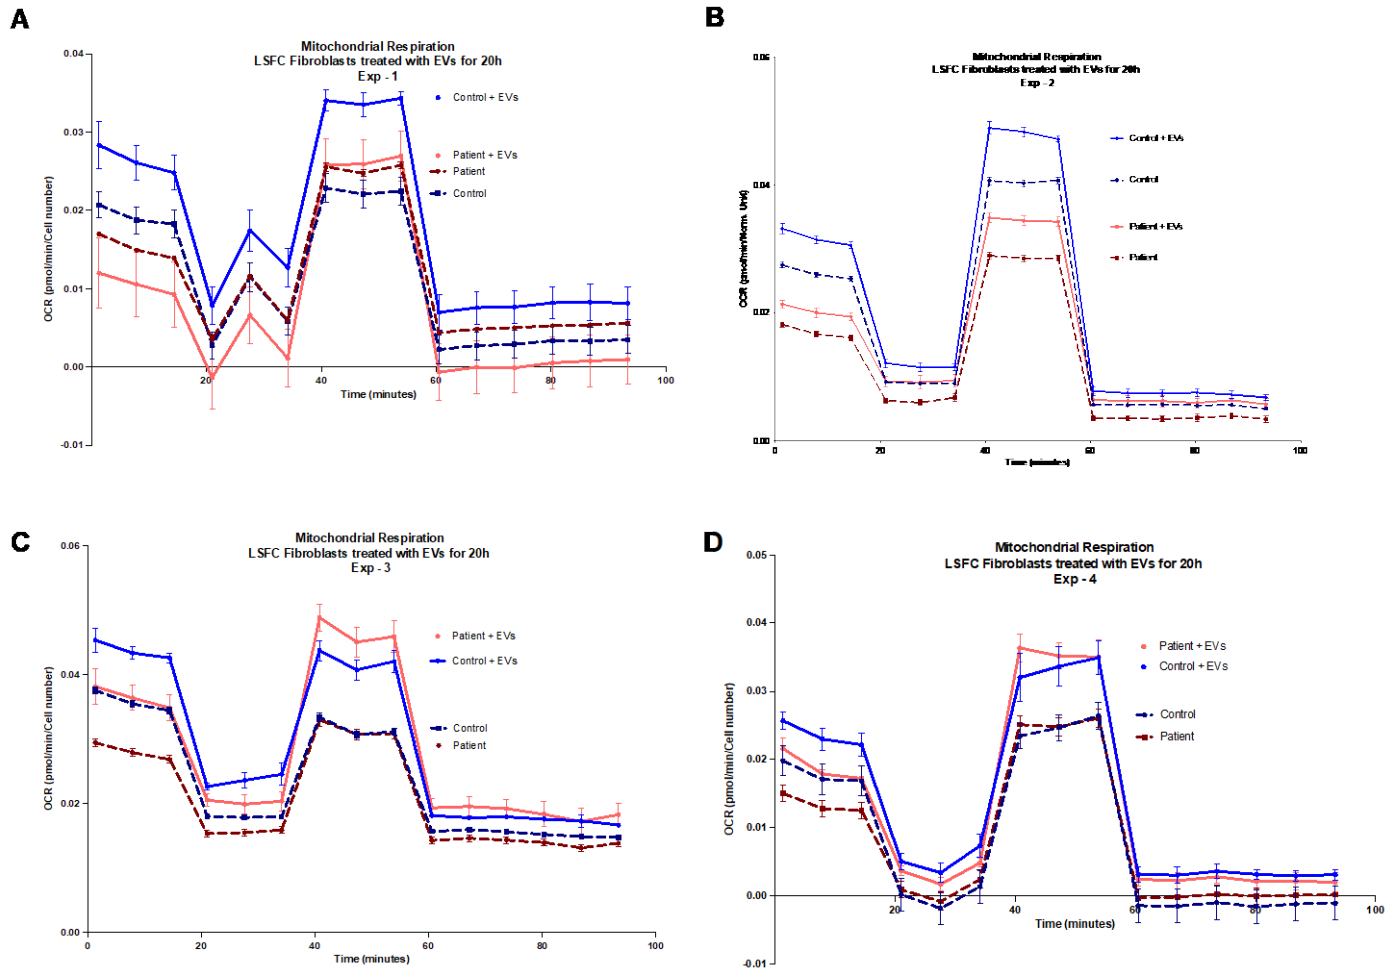 A
Mitochondrial Respiration
LSFC Fibroblasts treated with EVs for 20h
Exp - 1
0.04
0.03
0.02
0.01
0.00
-0.01
OCR (pmol/min/Cell number)
Control + EVs
Patient + EVs
Patient
Control
20
40
60
80
100
Time (minutes)
B
Mitochondrial Respiration
LSFC Fibroblasts treated with EVs for 20h
Exp - 2
0.06
0.04
0.02
0.00
OCR (pmol/min/Norm. Unit)
Control + EVs
Control
Patient + EVs
Patient
0
20
40
60
80
100
Time (minutes)
C
Mitochondrial Respiration
LSFC Fibroblasts treated with EVs for 20h
Exp - 3
0.06
0.04
0.02
0.00
OCR (pmol/min/Cell number)
Patient + EVs
Control + EVs
Control
Patient
0
20
40
60
80
100
Time (minutes)
D
Mitochondrial Respiration
LSFC Fibroblasts treated with EVs for 20h
Exp - 4
0.05
0.04
0.03
0.02
0.01
0.00
-0.01
OCR (pmol/min/Cell number)
Patient + EVs
Control + EVs
Control
Patient
20
40
60
80
100
Time (minutes)